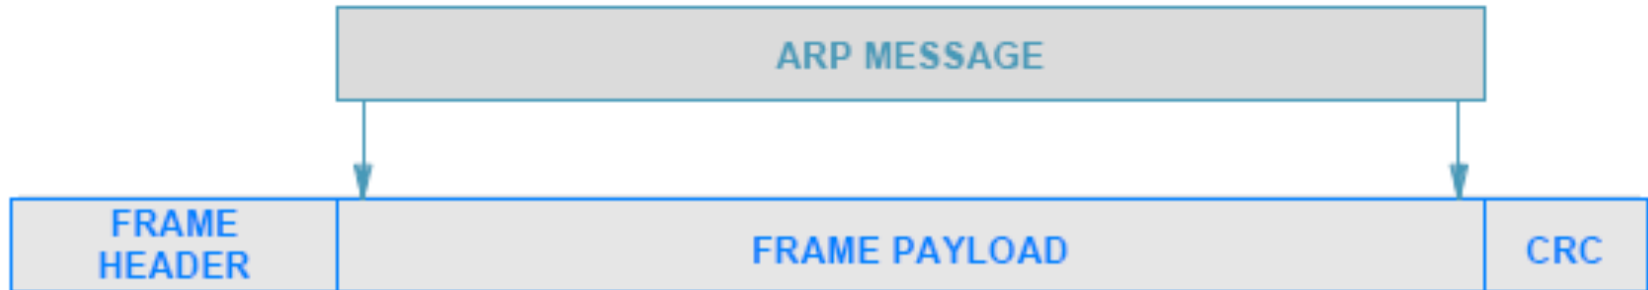 ARP MESSAGE
FRAME
HEADER
FRAME PAYLOAD
CRC